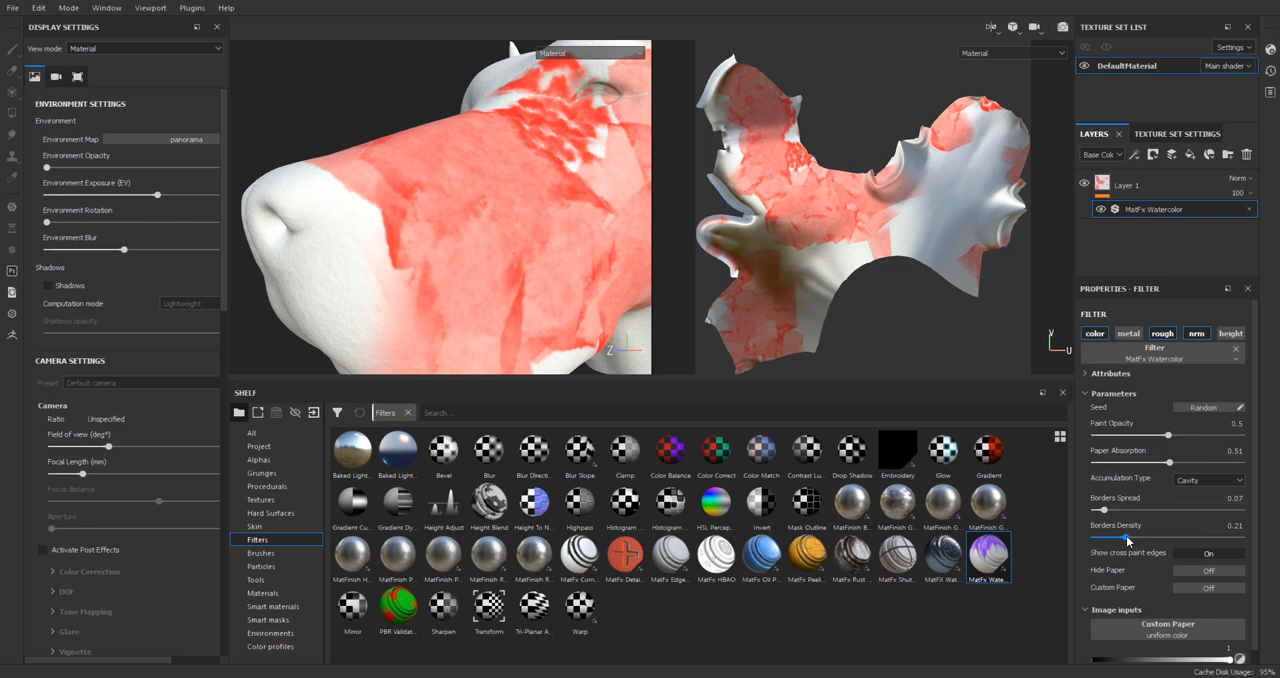 File Edit Mode Window Viewport Plugins Help
DISPLAY SETTINGS
View mode Material
ENVIRONMENT SETTINGS
Environment
Environment Map panorama
Environment Opacity
Environment Exposure (EV)
Environment Rotation
Environment Blur
Shadows
Shadows
Computation mode Lightweight
Shadows opacity
CAMERA SETTINGS
Preset Default camera
Camera
Ratio Unspecified
Field of view (deg°)
Focal Length (mm)
Focus distance
Aperture
Activate Post Effects
Color Correction
DOF
Tone Mapping
Glare
Vignette
Material
Z
Material
V
U
SHELF
Filters
Search...
All
Project
Alphas
Grunges
Procedurals
Textures
Hard Surfaces
Skin
Filters
Brushes
Particles
Tools
Materials
Smart materials
Smart masks
Environments
Color profiles
Baked Light... Baked Light... Bevel Blur Blur Directi... Blur Slope Clamp Color Balance Color Correct Color Match Contrast Lu... Drop Shadow Embroidery Glow Gradient
Gradient Cu... Gradient Dy... Height Adjust Height Blend Height To N... Highpass Histogram ... Histogram ... HSL Percep... Invert Mask Outline MatFinish B... MatFinish G... MatFinish G... MatFinish G...
MatFinish H... MatFinish P... MatFinish P... MatFinish R... MatFinish R... MatFx Corn... MatFx Detai... MatFx Edge... MatFx HBAO MatFx Oil P... MatFx Peeli... MatFx Rust ... MatFx Shut... MatFX Wat... MatFx Wate...
Mirror PBR Validat... Sharpen Transform Tri-Planar A... Warp
TEXTURE SET LIST
Settings
DefaultMaterial Main shader
LAYERS TEXTURE SET SETTINGS
Base Col
Layer 1 Norm
100
MatFx Watercolor
PROPERTIES - FILTER
FILTER
color metal rough nrm height
Filter
MatFx Watercolor
Attributes
Parameters
Seed Random
Paint Opacity 0.5
Paper Absorption 0.51
Accumulation Type Cavity
Borders Spread 0.07
Borders Density 0.21
Show cross paint edges On
Hide Paper Off
Custom Paper Off
Image inputs
Custom Paper
uniform color
1
Cache Disk Usage: 95%